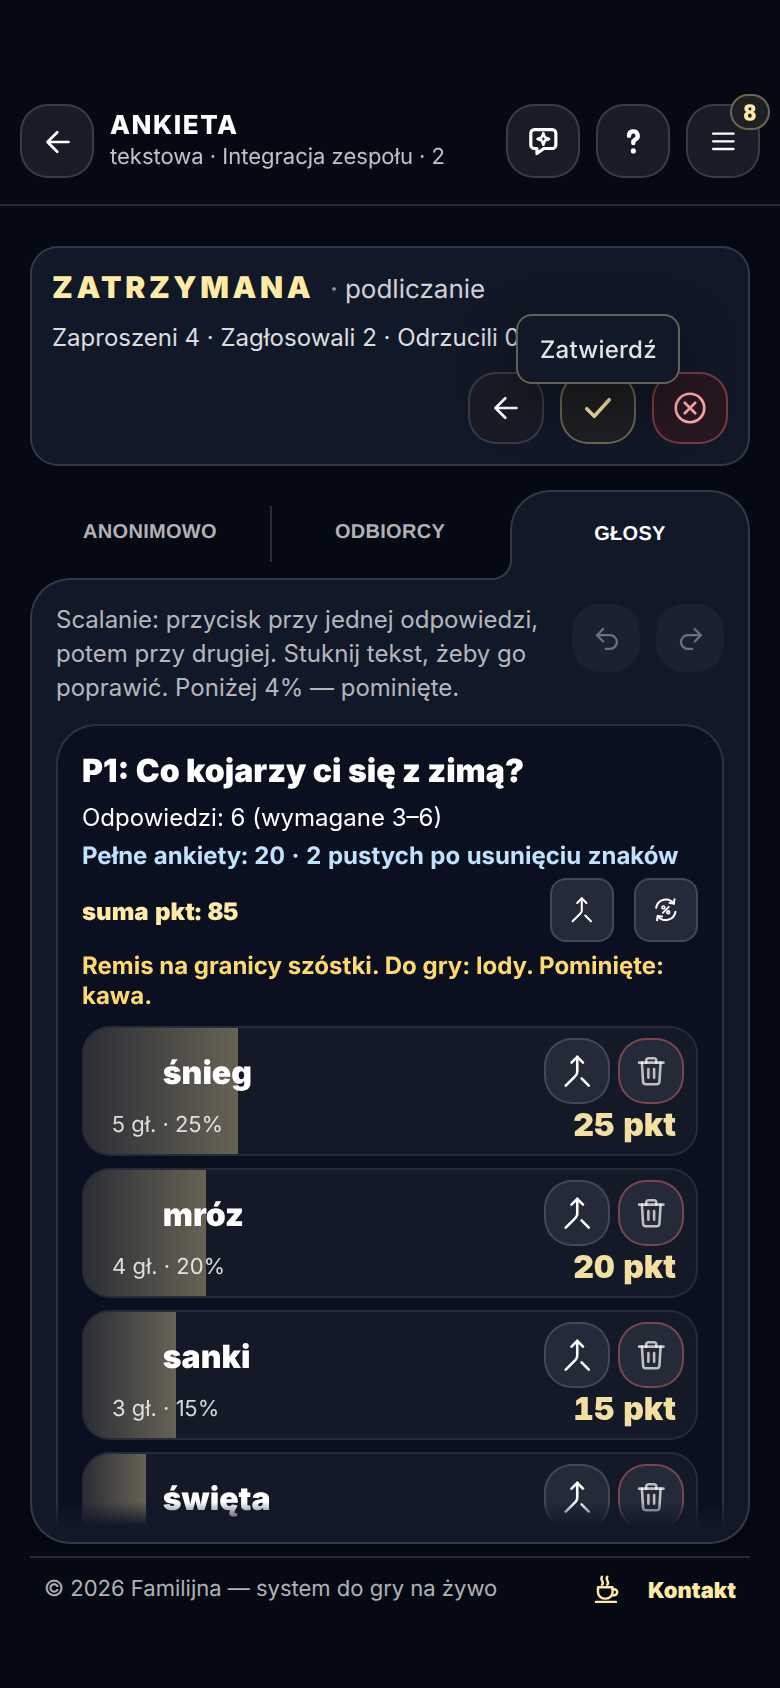 ANKIETA
tekstowa · Integracja zespołu · 2
8
ZATRZYMANA · podliczanie
Zaproszeni 4 · Zagłosowali 2 · Odrzucili 0
Zatwierdź
ANONIMOWO
ODBIORCY
GŁOSY
Scalanie: przycisk przy jednej odpowiedzi,
potem przy drugiej. Stuknij tekst, żeby go
poprawić. Poniżej 4% — pominięte.
P1: Co kojarzy ci się z zimą?
Odpowiedzi: 6 (wymagane 3–6)
Pełne ankiety: 20 · 2 pustych po usunięciu znaków
suma pkt: 85
Remis na granicy szóstki. Do gry: lody. Pominięte:
kawa.
śnieg
5 gł. · 25%
25 pkt
mróz
4 gł. · 20%
20 pkt
sanki
3 gł. · 15%
15 pkt
święta
© 2026 Familijna — system do gry na żywo
Kontakt